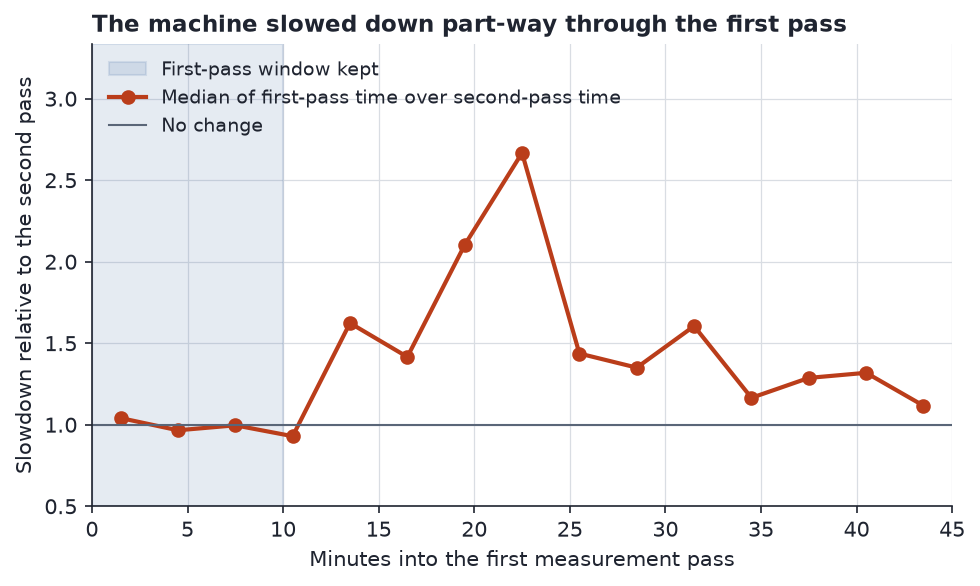 The machine slowed down part-way through the first pass
First-pass window kept
Median of first-pass time over second-pass time
No change
Slowdown relative to the second pass
3.0
2.5
2.0
1.5
1.0
0.5
0 5 10 15 20 25 30 35 40 45
Minutes into the first measurement pass